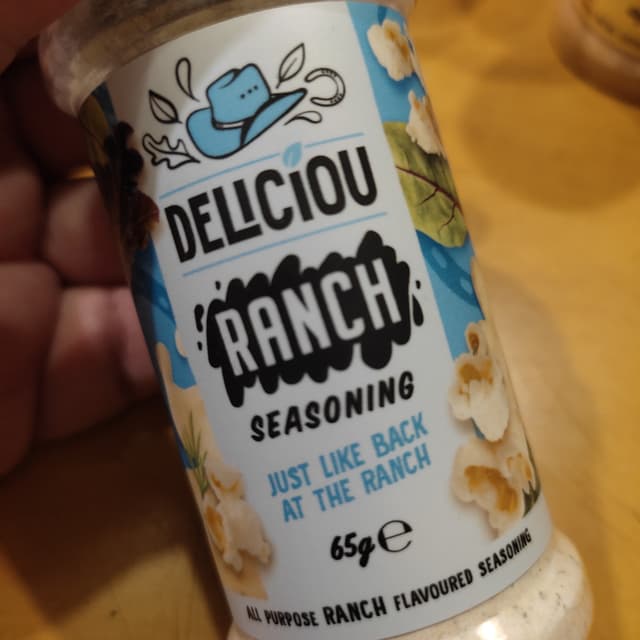 DELICIOU
RANCH
SEASONING
JUST LIKE BACK
AT THE RANCH
65g℮
ALL PURPOSE RANCH FLAVOURED SEASONING